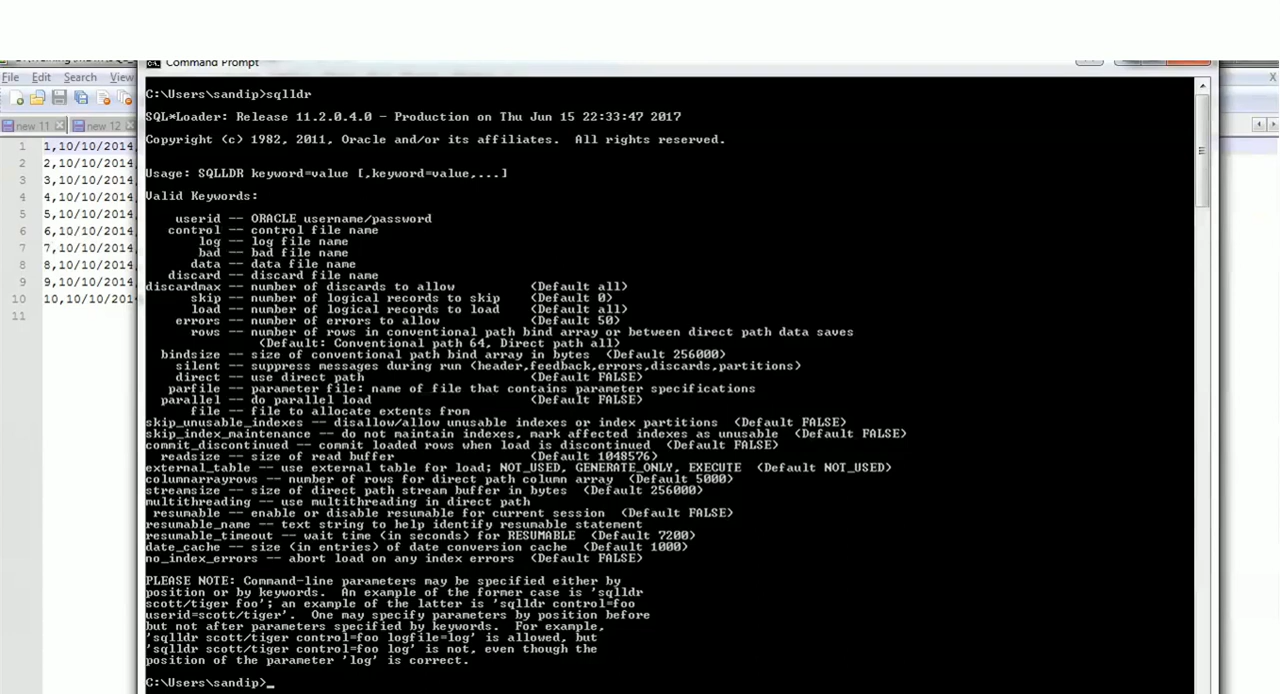 Command Prompt
File Edit Search View
new 11 new 12
1 1,10/10/2014,
2 2,10/10/2014,
3 3,10/10/2014,
4 4,10/10/2014,
5 5,10/10/2014,
6 6,10/10/2014,
7 7,10/10/2014,
8 8,10/10/2014,
9 9,10/10/2014,
10 10,10/10/201
11
C:\Users\sandip>sqlldr
SQL*Loader: Release 11.2.0.4.0 - Production on Thu Jun 15 22:33:47 2017
Copyright (c) 1982, 2011, Oracle and/or its affiliates.  All rights reserved.
Usage: SQLLDR keyword=value [,keyword=value,...]
Valid Keywords:
userid -- ORACLE username/password
control -- control file name
log -- log file name
bad -- bad file name
data -- data file name
discard -- discard file name
discardmax -- number of discards to allow (Default all)
skip -- number of logical records to skip (Default 0)
load -- number of logical records to load (Default all)
errors -- number of errors to allow (Default 50)
rows -- number of rows in conventional path bind array or between direct path data saves
(Default: Conventional path 64, Direct path all)
bindsize -- size of conventional path bind array in bytes (Default 256000)
silent -- suppress messages during run (header,feedback,errors,discards,partitions)
direct -- use direct path (Default FALSE)
parfile -- parameter file: name of file that contains parameter specifications
parallel -- do parallel load (Default FALSE)
file -- file to allocate extents from
skip_unusable_indexes -- disallow/allow unusable indexes or index partitions (Default FALSE)
skip_index_maintenance -- do not maintain indexes, mark affected indexes as unusable (Default FALSE)
commit_discontinued -- commit loaded rows when load is discontinued (Default FALSE)
readsize -- size of read buffer (Default 1048576)
external_table -- use external table for load; NOT_USED, GENERATE_ONLY, EXECUTE (Default NOT_USED)
columnarrayrows -- number of rows for direct path column array (Default 5000)
streamsize -- size of direct path stream buffer in bytes (Default 256000)
multithreading -- use multithreading in direct path
resumable -- enable or disable resumable for current session (Default FALSE)
resumable_name -- text string to help identify resumable statement
resumable_timeout -- wait time (in seconds) for RESUMABLE (Default 7200)
date_cache -- size (in entries) of date conversion cache (Default 1000)
no_index_errors -- abort load on any index errors (Default FALSE)
PLEASE NOTE: Command-line parameters may be specified either by
position or by keywords.  An example of the former case is 'sqlldr
scott/tiger foo'; an example of the latter is 'sqlldr control=foo
userid=scott/tiger'.  One may specify parameters by position before
but not after parameters specified by keywords.  For example,
'sqlldr scott/tiger control=foo logfile=log' is allowed, but
'sqlldr scott/tiger control=foo log' is not, even though the
position of the parameter 'log' is correct.
C:\Users\sandip>_